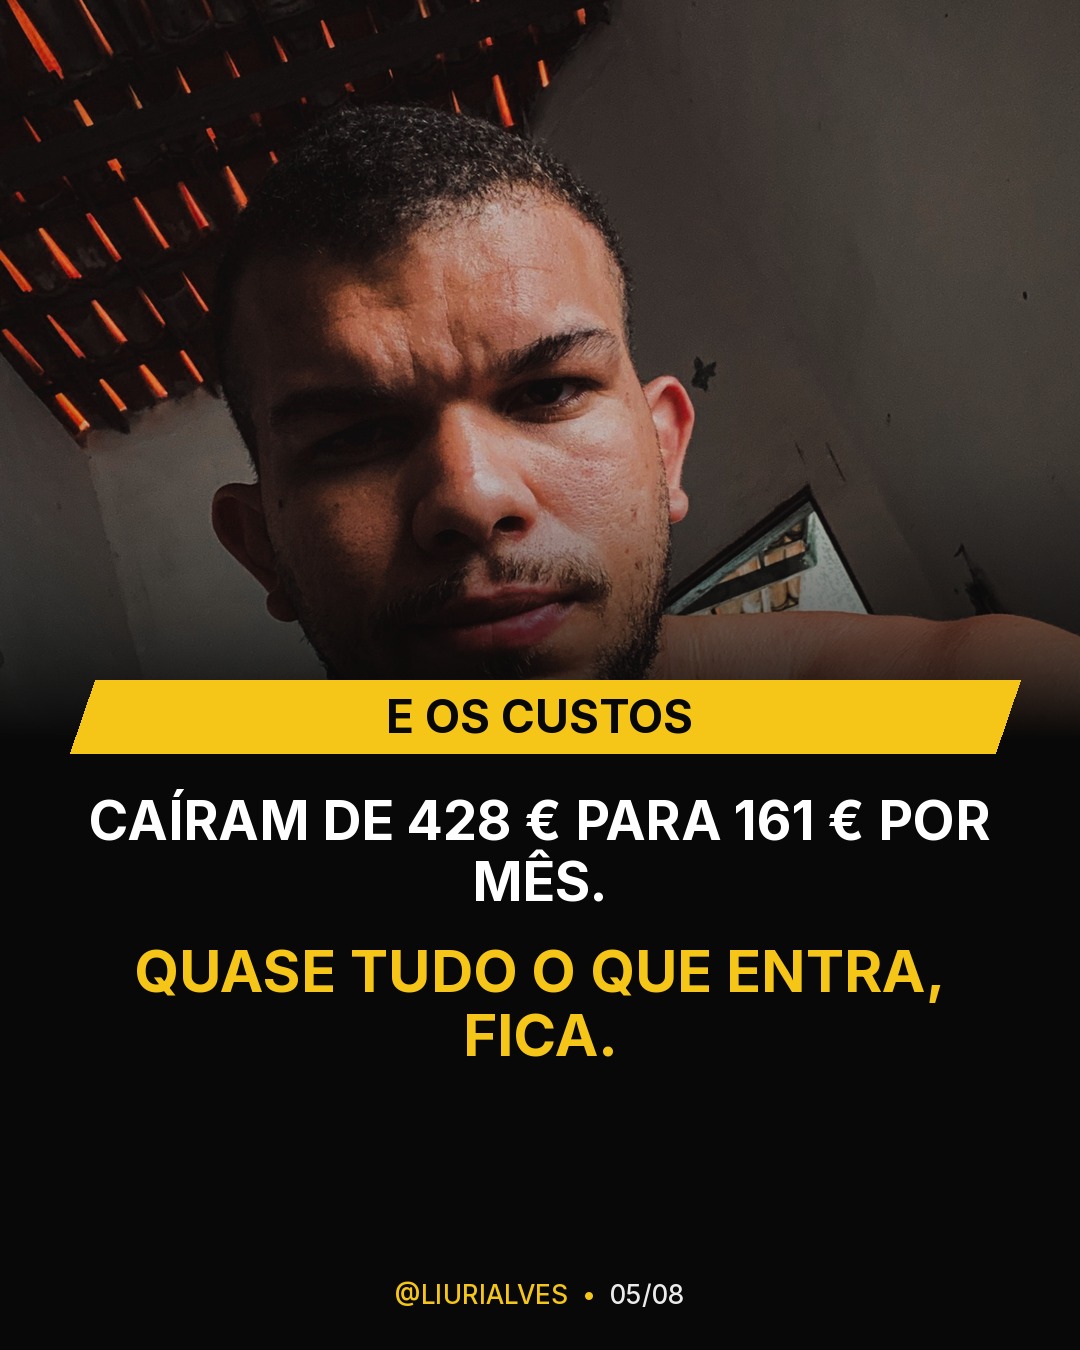 E OS CUSTOS
CAÍRAM DE 428 € PARA 161 € POR
MÊS.
QUASE TUDO O QUE ENTRA,
FICA.
@LIURIALVES • 05/08